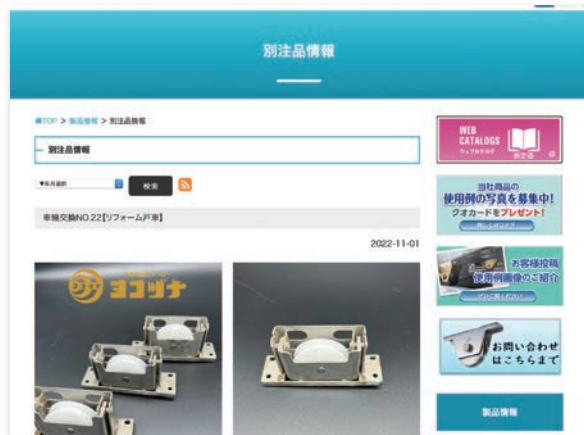 別注品情報
TOP > 製品情報 > 別注品情報
別注品情報
▼年月選択
検索
車輪交換NO.22【リフォーム戸車】
2022-11-01
ヨコヅナ
WEB
CATALOGS
ウェブカタログ
当社商品の
使用例の写真を募集中!
クオカードをプレゼント!
お客様投稿
使用例画像のご紹介
お問い合わせ
はこちらまで
製品情報